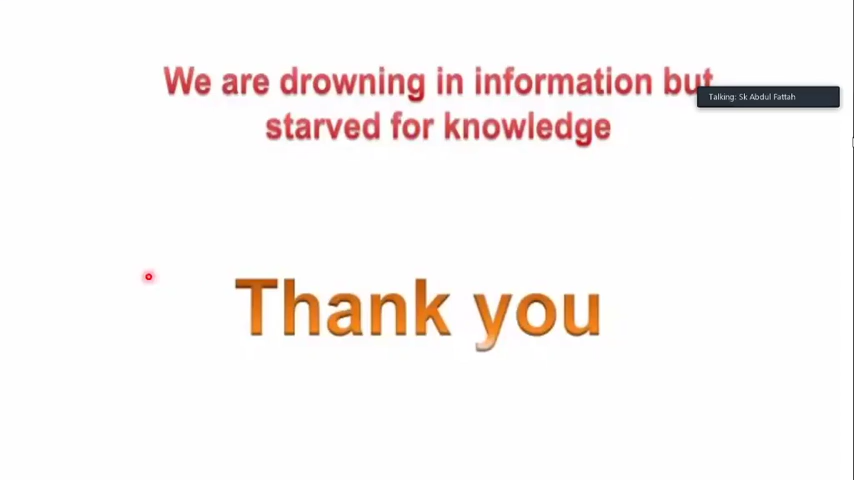 We are drowning in information but
Talking: Sk Abdul Fattah
starved for knowledge
Thank you